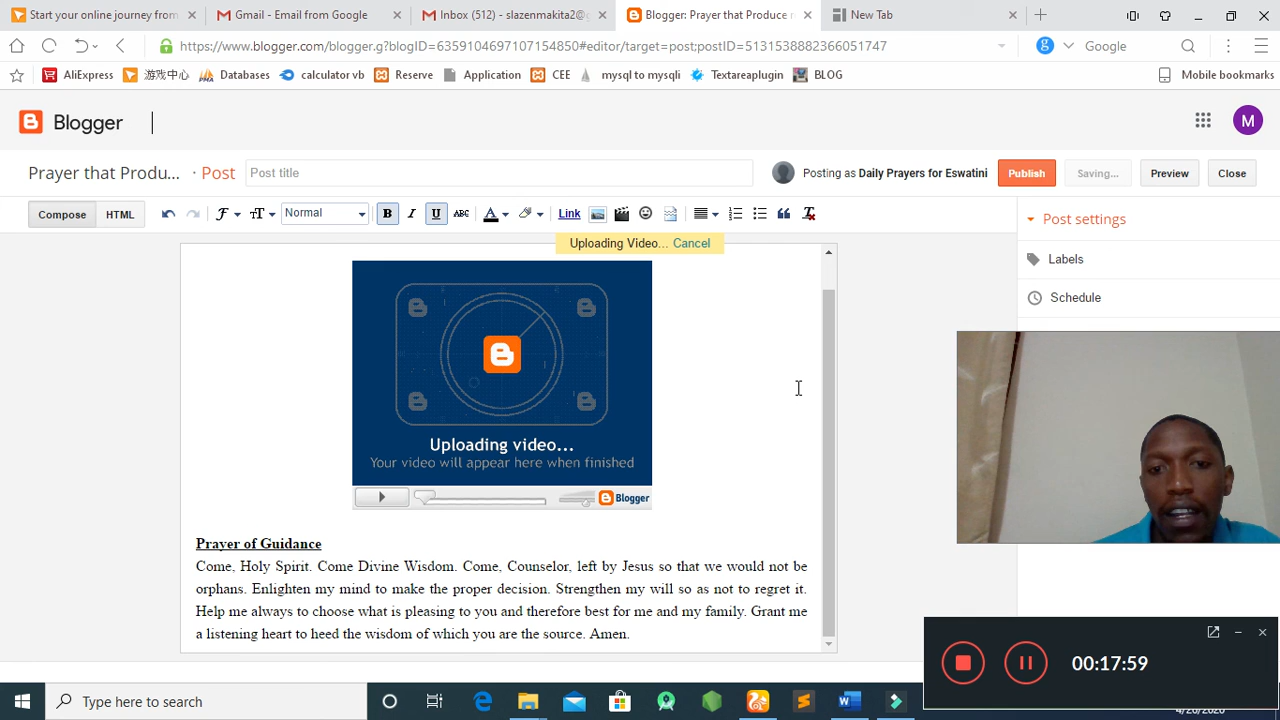 Start your online journey from
Gmail - Email from Google
Inbox (512) - slazenmakita2@g
Blogger: Prayer that Produce r
New Tab
https://www.blogger.com/blogger.g?blogID=6359104697107154850#editor/target=post;postID=5131538882366051747
Google
AliExpress
游戏中心
Databases
calculator vb
Reserve
Application
CEE
mysql to mysqli
Textareaplugin
BLOG
Mobile bookmarks
Blogger
M
Prayer that Produ... · Post
Post title
Posting as Daily Prayers for Eswatini
Publish
Saving...
Preview
Close
Compose
HTML
Normal
B
I
U
ABC
A
Link
Post settings
Uploading Video... Cancel
Labels
Schedule
Uploading video...
Your video will appear here when finished
Blogger
Prayer of Guidance
Come, Holy Spirit. Come Divine Wisdom. Come, Counselor, left by Jesus so that we would not be
orphans. Enlighten my mind to make the proper decision. Strengthen my will so as not to regret it.
Help me always to choose what is pleasing to you and therefore best for me and my family. Grant me
a listening heart to heed the wisdom of which you are the source. Amen.
00:17:59
Type here to search